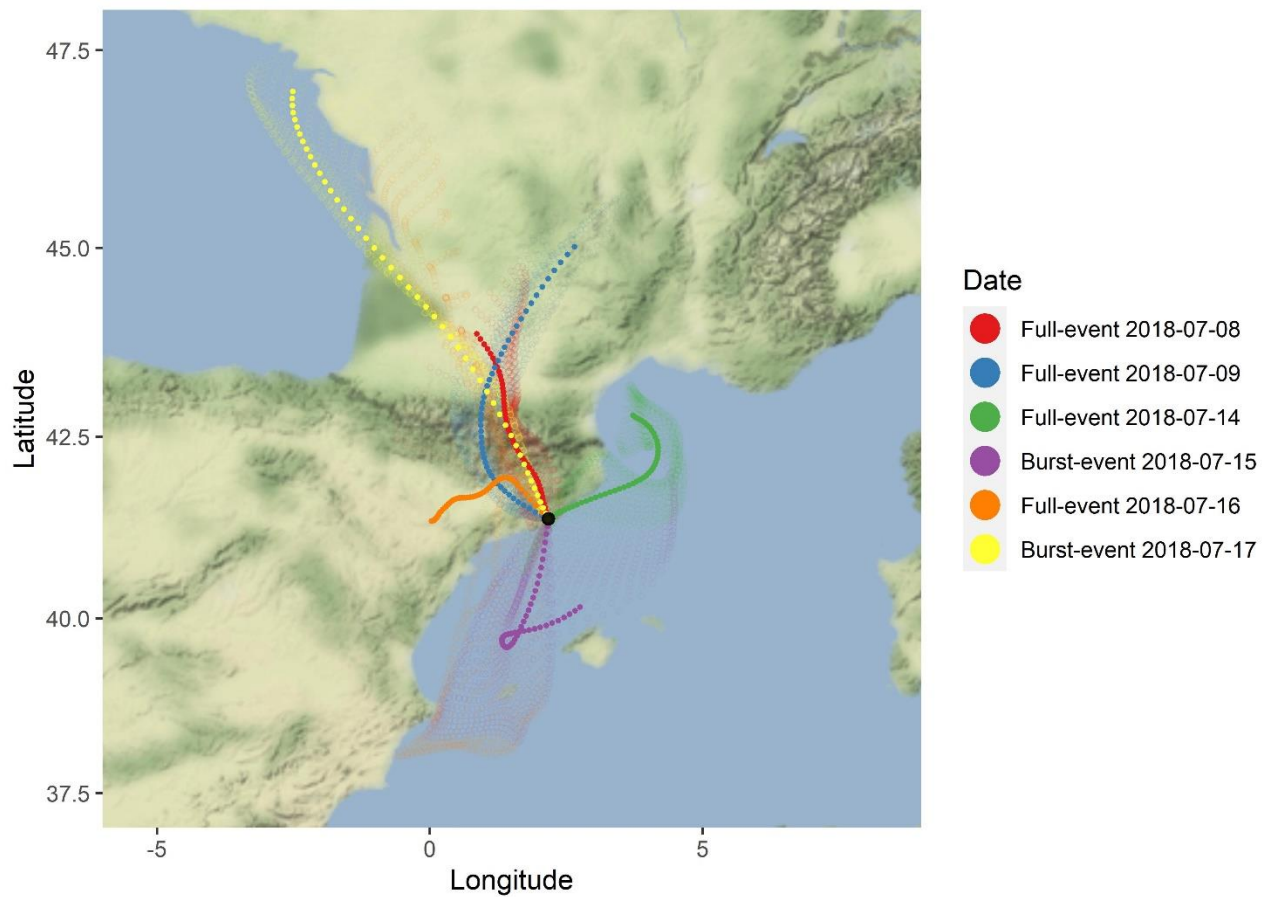 47.5
45.0
42.5
40.0
37.5
Latitude
-5
0
5
Longitude
Date
Full-event 2018-07-08
Full-event 2018-07-09
Full-event 2018-07-14
Burst-event 2018-07-15
Full-event 2018-07-16
Burst-event 2018-07-17